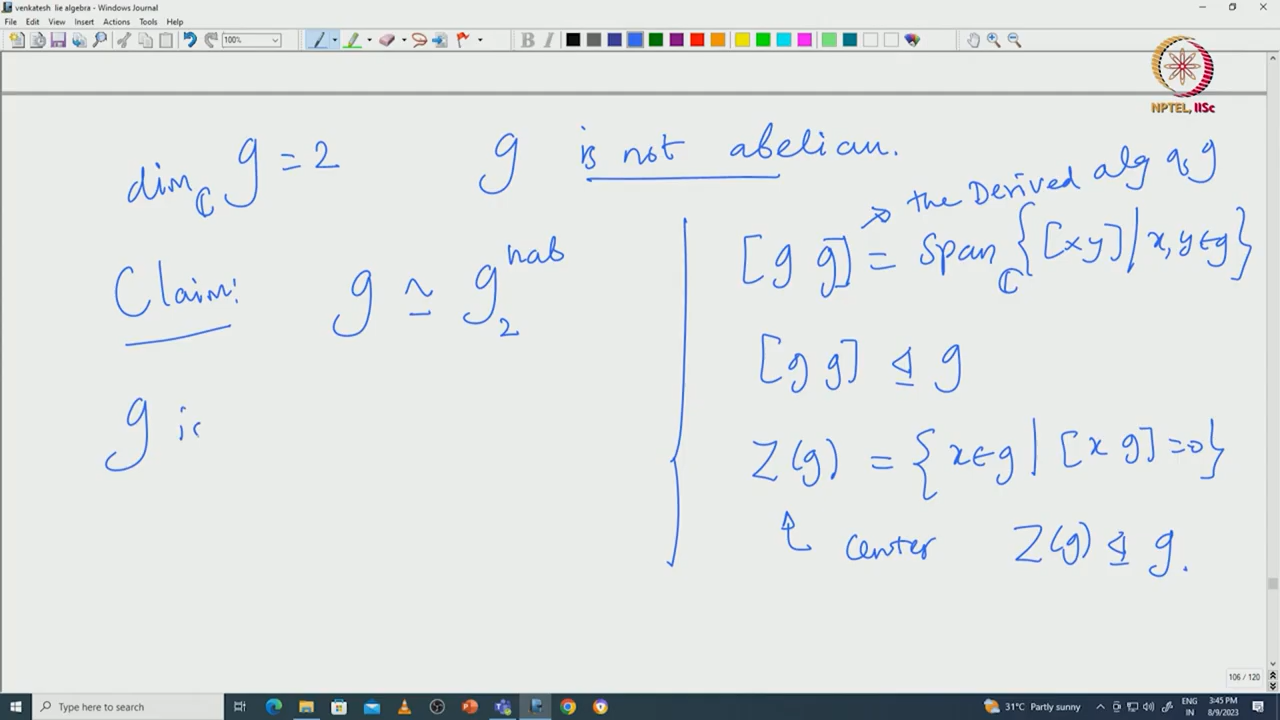 venkatesh lie algebra - Windows Journal
File Edit View Insert Actions Tools Help
100%
B I
NPTEL, IISc
dim_ℂ g = 2 g is not abelian.
Claim: g ≃ g_2^nab
g is
→ the Derived alg of g
[g g] = Span_ℂ {[x y] | x, y ∈ g}
[g g] ⊴ g
Z(g) = {x ∈ g | [x g] = 0}
↑ center Z(g) ⊴ g.
106 / 120
Type here to search
31°C Partly sunny
ENG
IN
3:45 PM
8/9/2023